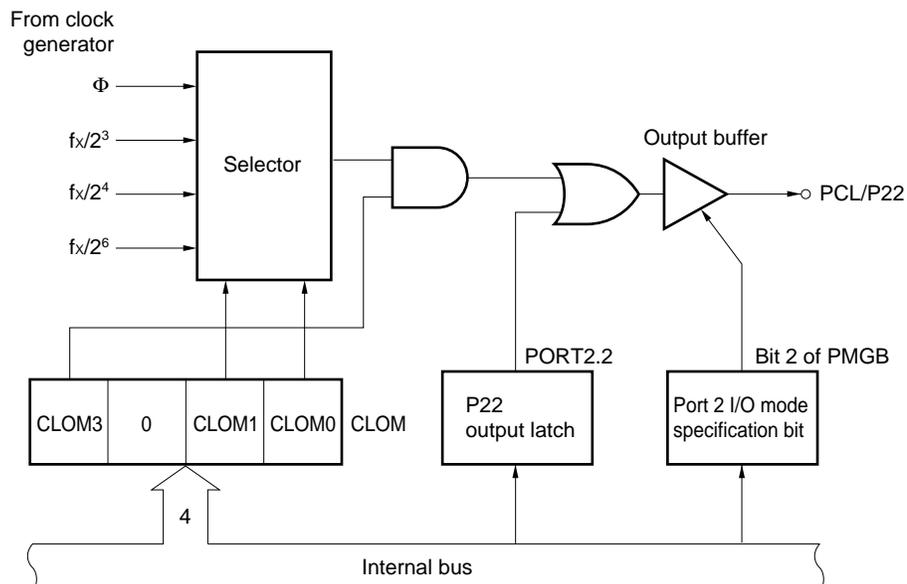 From clock
generator
Φ
fx/2³
fx/2⁴
fx/2⁶
Selector
Output buffer
PCL/P22
PORT2.2
Bit 2 of PMGB
CLOM3
0
CLOM1
CLOM0
CLOM
P22
output latch
Port 2 I/O mode
specification bit
4
Internal bus